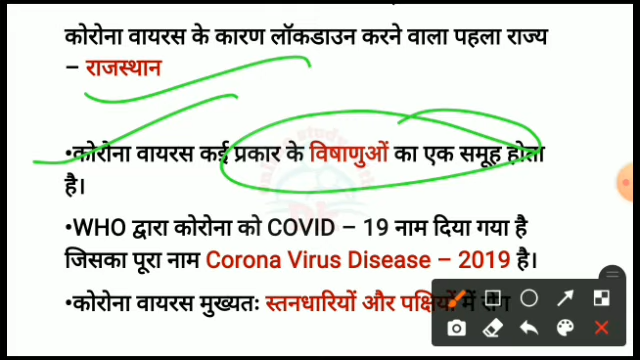 कोरोना वायरस के कारण लॉकडाउन करने वाला पहला राज्य
– राजस्थान
•कोरोना वायरस कई प्रकार के विषाणुओं का एक समूह होता
है।
•WHO द्वारा कोरोना को COVID – 19 नाम दिया गया है
जिसका पूरा नाम Corona Virus Disease – 2019 है।
•कोरोना वायरस मुख्यतः स्तनधारियों और पक्षियों में रोग